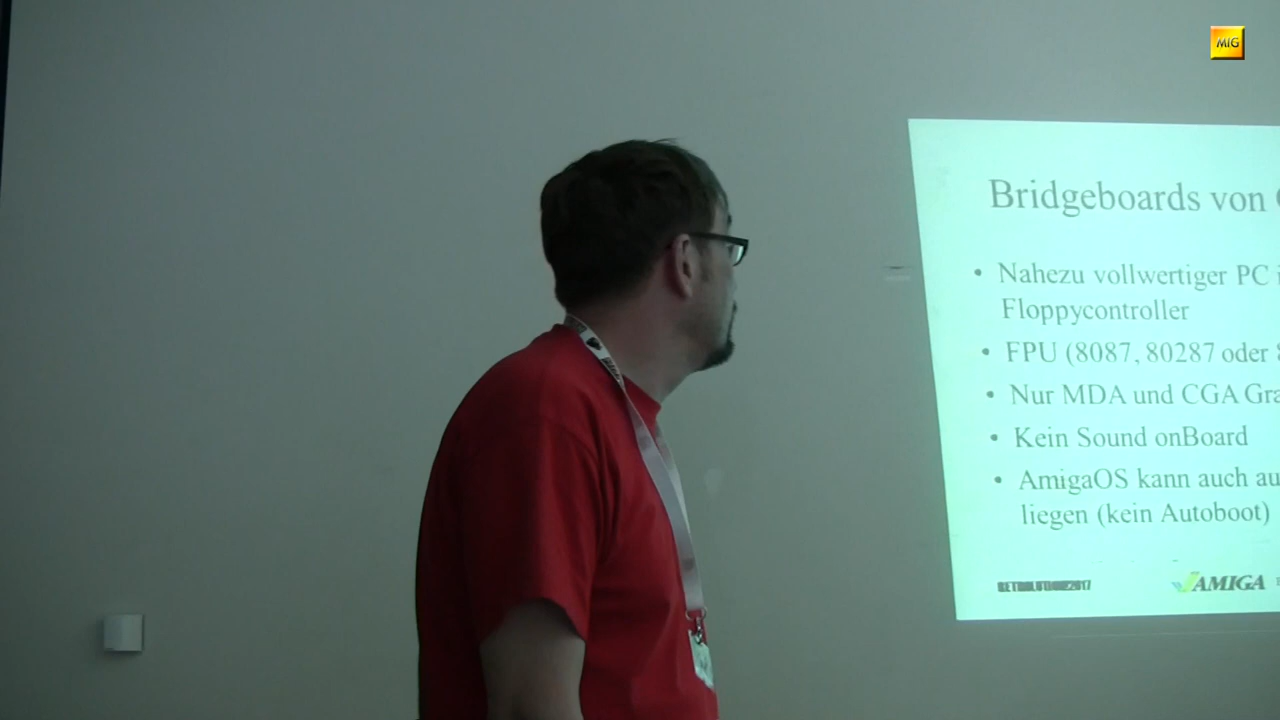 MiG
Bridgeboards von
Nahezu vollwertiger PC
Floppycontroller
FPU (8087, 80287 oder
Nur MDA und CGA Gra
Kein Sound onBoard
AmigaOS kann auch au
liegen (kein Autoboot)
AMIGA